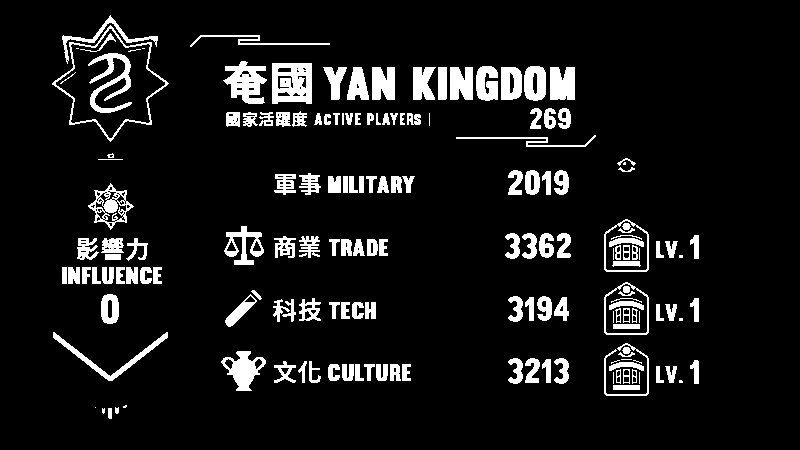 奄國 YAN KINGDOM
國家活躍度 ACTIVE PLAYERS | 269
軍事 MILITARY 2019
商業 TRADE 3362 LV. 1
科技 TECH 3194 LV. 1
文化 CULTURE 3213 LV. 1
影響力
INFLUENCE
0